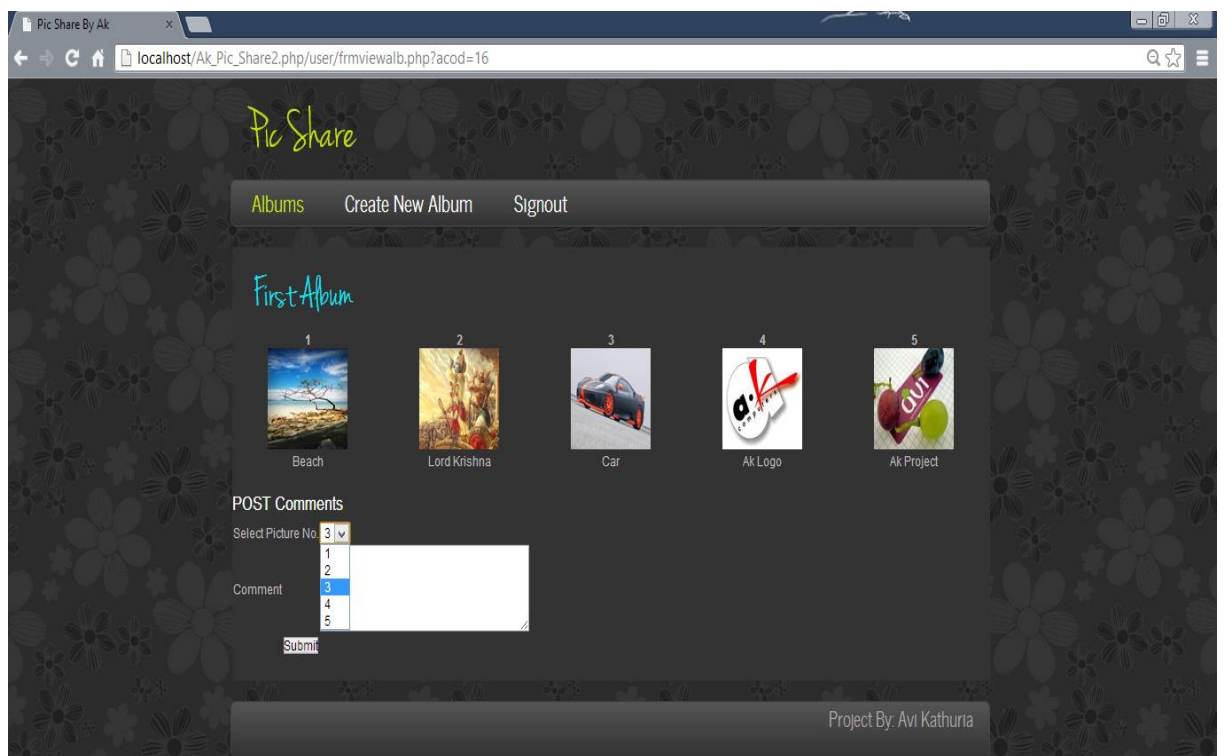 Pic Share By Ak
localhost/Ak_Pic_Share2.php/user/frmviewalb.php?acod=16
Pic Share
Albums Create New Album Signout
First Album
1 2 3 4 5
a.k
computers
avi
Beach Lord Krishna Car Ak Logo Ak Project
POST Comments
Select Picture No. 3
1
2
Comment 3
4
5
Submit
Project By: Avi Kathuria